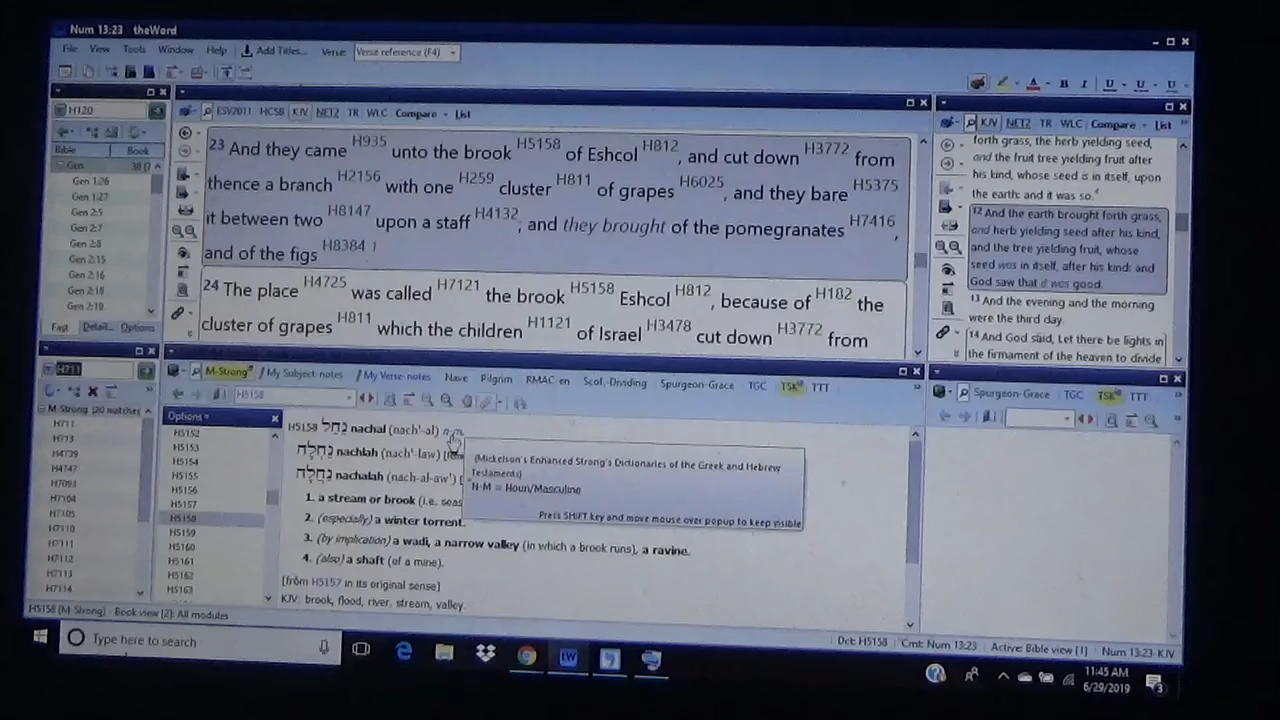 Num 13:23 theWord
File View Tools Window Help Add Titles... Verse: Verse reference (F4)
B I U U U
H120
Bible Book
Gen
Gen 1:26
Gen 1:27
Gen 2:5
Gen 2:7
Gen 2:8
Gen 2:15
Gen 2:16
Gen 2:18
Gen 2:19
Fast Detail... Options
ESV2011 HCSB KJV NET2 TR WLC Compare List
23 And they came H935 unto the brook H5158 of Eshcol H812, and cut down H3772 from
thence a branch H2156 with one H259 cluster H811 of grapes H6025, and they bare H5375
it between two H8147 upon a staff H4132, and they brought of the pomegranates H7416,
and of the figs H8384
24 The place H4725 was called H7121 the brook H5158 Eshcol H812, because of H182 the
cluster of grapes H811 which the children H1121 of Israel H3478 cut down H3772 from
KJV NET2 TR WLC Compare List
forth grass, the herb yielding seed,
and the fruit tree yielding fruit after
his kind, whose seed is in itself, upon
the earth: and it was so.
12 And the earth brought forth grass,
and herb yielding seed after his kind,
and the tree yielding fruit, whose
seed was in itself, after his kind: and
God saw that it was good.
13 And the evening and the morning
were the third day.
14 And God said, Let there be lights in
the firmament of the heaven to divide
H711
M-Strong [20 matches
H711
H713
H4739
H4747
H7093
H7104
H7105
H7110
H7111
H7112
H7113
H7114
M-Strong My Subject-notes My Verse-notes Nave Pilgrim RMAC-en Scof.-Dividing Spurgeon-Grace TGC TSK TTT
H5158
Options
H5152
H5153
H5154
H5155
H5156
H5157
H5158
H5159
H5160
H5161
H5162
H5163
H5158 נַחַל nachal (nach'-al)
נַחְלָה nachlah (nach'-law)
נַחֲלָה nachalah (nach-al-aw')
1. a stream or brook (i.e. seas
2. (especially) a winter torrent.
3. (by implication) a wadi, a narrow valley (in which a brook runs), a ravine.
4. (also) a shaft (of a mine).
[from H5157 in its original sense]
KJV: brook, flood, river, stream, valley.
(Mickelson's Enhanced Strong's Dictionaries of the Greek and Hebrew
Testaments)
N-M = Noun/Masculine
Press SHIFT key and move mouse over popup to keep visible
Spurgeon-Grace TGC TSK TTT
H5158 (M-Strong) Book view [2]: All modules
Dct: H5158 Cmt: Num 13:23 Active: Bible view [1] Num 13:23 KJV
Type here to search
11:45 AM
6/29/2019
3